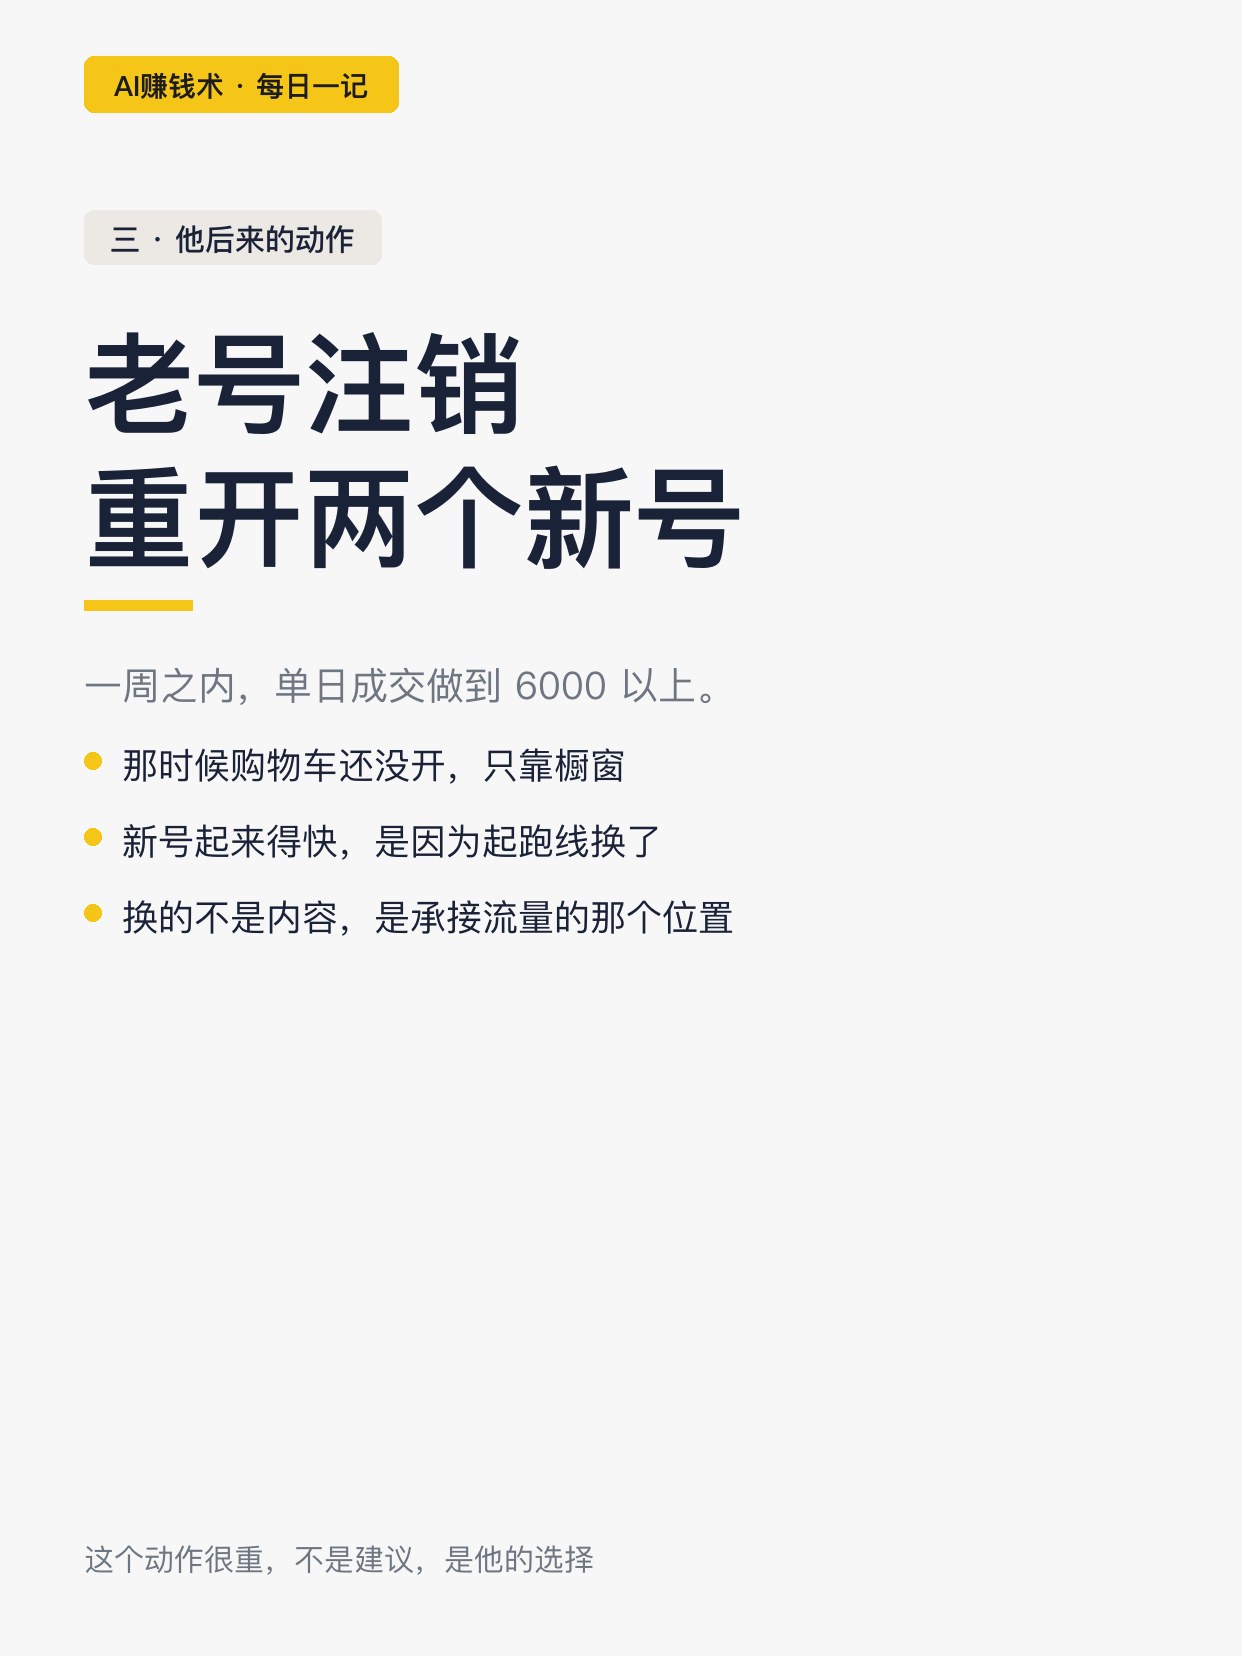 AI赚钱术 · 每日一记
三 · 他后来的动作
老号注销
重开两个新号
一周之内，单日成交做到 6000 以上。
那时候购物车还没开，只靠橱窗
新号起来得快，是因为起跑线换了
换的不是内容，是承接流量的那个位置
这个动作很重，不是建议，是他的选择